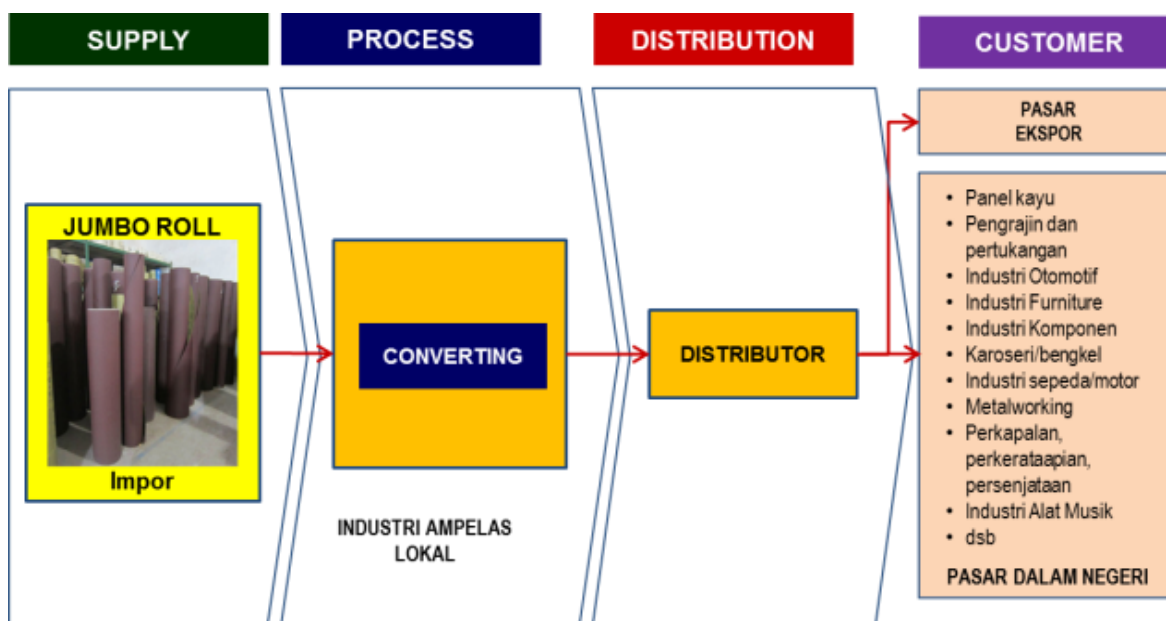 SUPPLY
PROCESS
DISTRIBUTION
CUSTOMER
JUMBO ROLL
Impor
CONVERTING
INDUSTRI AMPELAS
LOKAL
DISTRIBUTOR
PASAR
EKSPOR
• Panel kayu
• Pengrajin dan
pertukangan
• Industri Otomotif
• Industri Furniture
• Industri Komponen
• Karoseri/bengkel
• Industri sepeda/motor
• Metalworking
• Perkapalan,
perkerataapian,
persenjataan
• Industri Alat Musik
• dsb
PASAR DALAM NEGERI